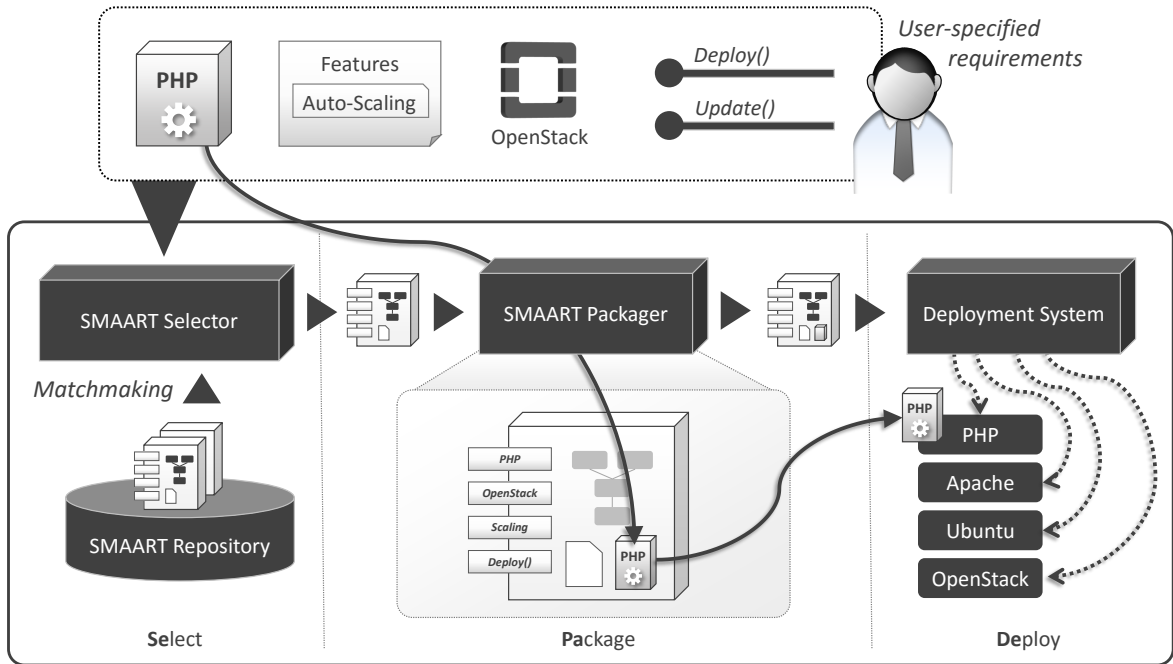 User-specified
requirements
PHP
Features
Auto-Scaling
OpenStack
Deploy()
Update()
SMAART Selector
SMAART Packager
Deployment System
Matchmaking
SMAART Repository
PHP
OpenStack
Scaling
Deploy()
PHP
PHP
PHP
Apache
Ubuntu
OpenStack
Select
Package
Deploy